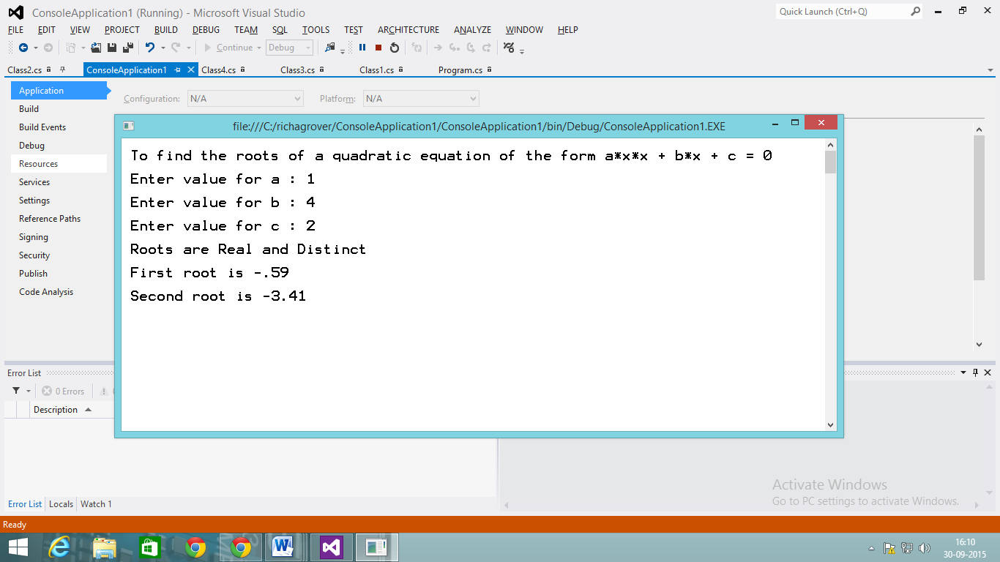 ConsoleApplication1 (Running) - Microsoft Visual Studio
Quick Launch (Ctrl+Q)
FILE EDIT VIEW PROJECT BUILD DEBUG TEAM SQL TOOLS TEST ARCHITECTURE ANALYZE WINDOW HELP
Continue Debug
Class2.cs ConsoleApplication1 Class4.cs Class3.cs Class1.cs Program.cs
Application
Build
Build Events
Debug
Resources
Services
Settings
Reference Paths
Signing
Security
Publish
Code Analysis
Configuration: N/A Platform: N/A
file:///C:/richagrover/ConsoleApplication1/ConsoleApplication1/bin/Debug/ConsoleApplication1.EXE
To find the roots of a quadratic equation of the form a*x*x + b*x + c = 0
Enter value for a : 1
Enter value for b : 4
Enter value for c : 2
Roots are Real and Distinct
First root is -.59
Second root is -3.41
Error List
0 Errors
Description
Activate Windows
Go to PC settings to activate Windows.
Error List Locals Watch 1
Ready
16:10
30-09-2015